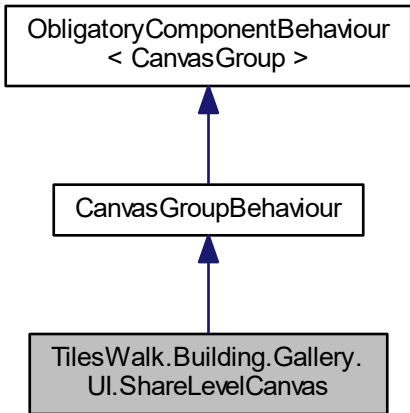 ObligatoryComponentBehaviour
< CanvasGroup >
CanvasGroupBehaviour
TilesWalk.Building.Gallery.
UI.ShareLevelCanvas